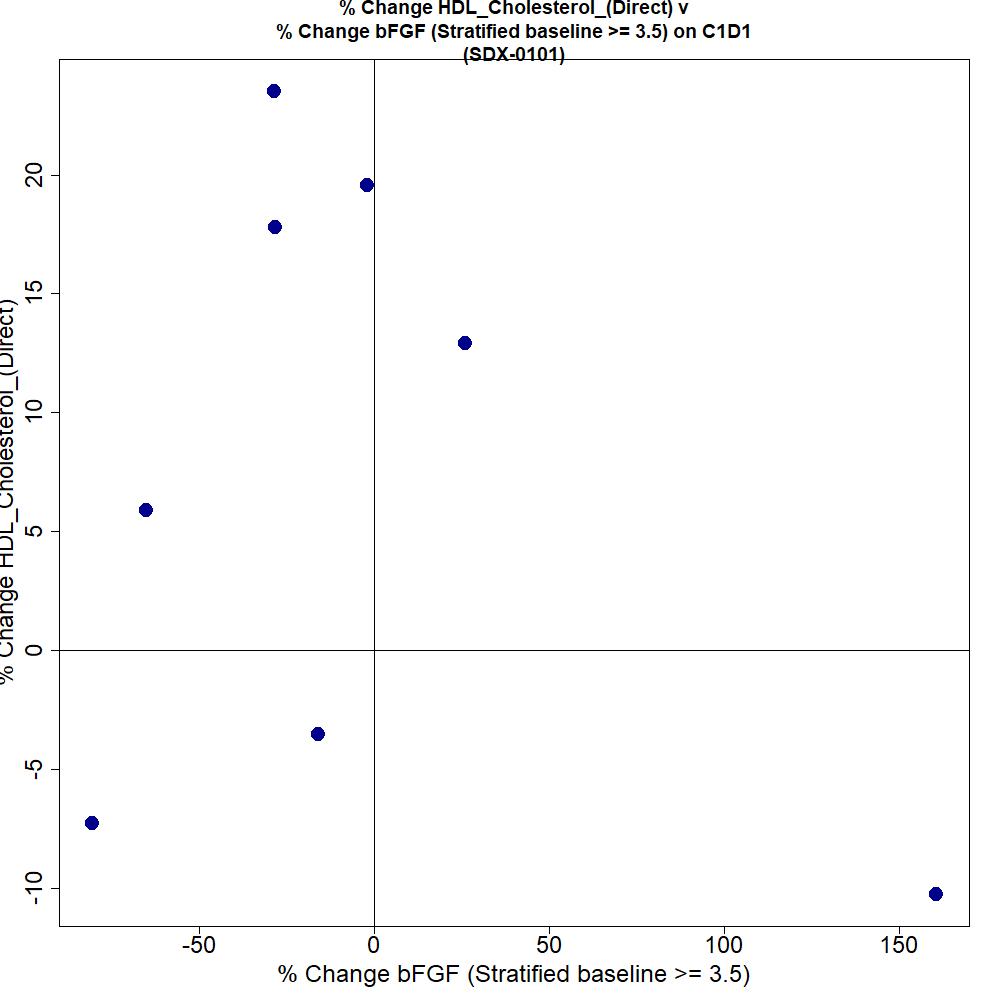 % Change HDL_Cholesterol_(Direct) v
% Change bFGF (Stratified baseline >= 3.5) on C1D1
(SDX-0101)
% Change HDL_Cholesterol_(Direct)
20
15
10
5
0
-5
-10
-50 0 50 100 150
% Change bFGF (Stratified baseline >= 3.5)